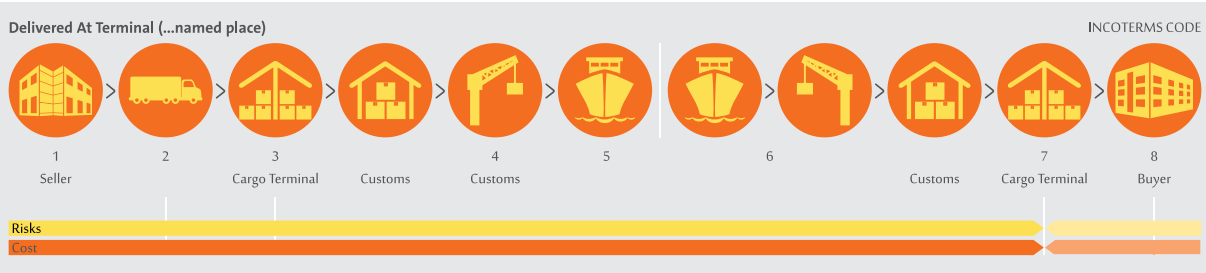 Delivered At Terminal (...named place)
INCOTERMS CODE
1 2 3 4 5 6 7 8
Seller Cargo Terminal Customs Customs Customs Cargo Terminal Buyer
Risks
Cost